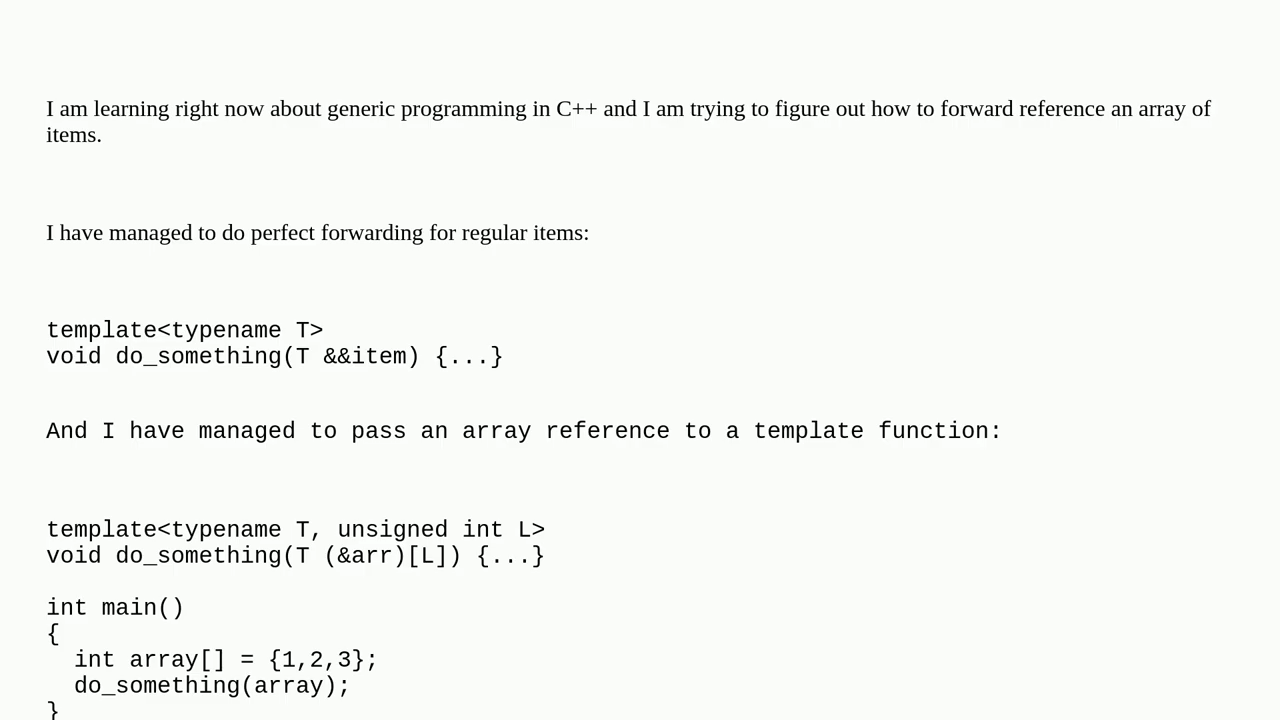 I am learning right now about generic programming in C++ and I am trying to figure out how to forward reference an array of
items.
I have managed to do perfect forwarding for regular items:
template<typename T>
void do_something(T &&item) {...}
And I have managed to pass an array reference to a template function:
template<typename T, unsigned int L>
void do_something(T (&arr)[L]) {...}
int main()
{
  int array[] = {1,2,3};
  do_something(array);
}